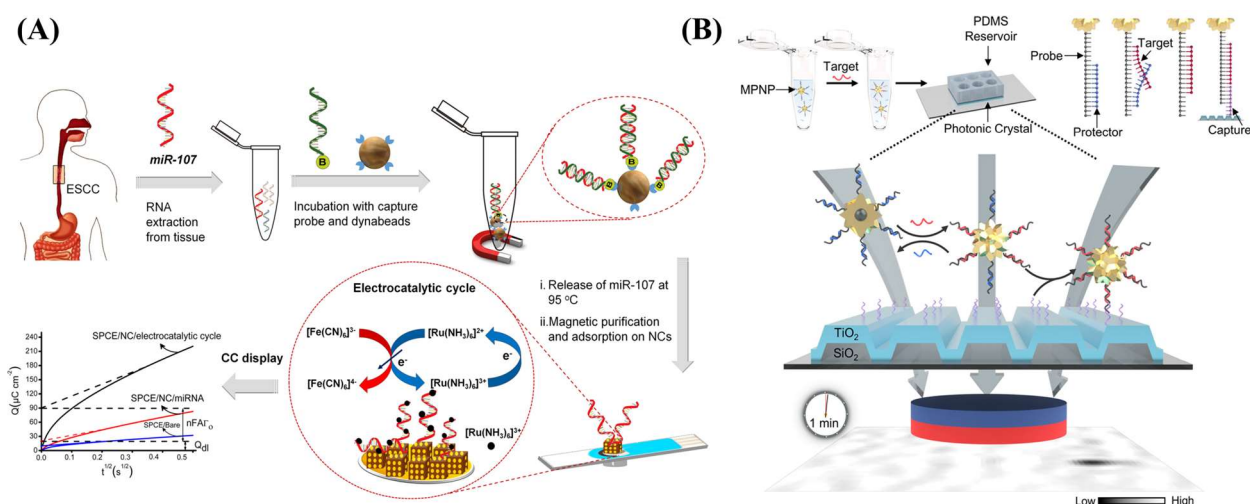 (A)
miR-107
ESCC
RNA
extraction
from tissue
B
Incubation with capture
probe and dynabeads
B
B
B
i. Release of miR-107 at
95 °C
ii. Magnetic purification
and adsorption on NCs
Electrocatalytic cycle
[Fe(CN)₆]³⁻
[Ru(NH₃)₆]²⁺
e⁻
e⁻
[Fe(CN)₆]⁴⁻
[Ru(NH₃)₆]³⁺
[Ru(NH₃)₆]³⁺
CC display
Q(µC cm⁻²)
240
210
180
150
120
90
60
30
0
SPCE/NC/electrocatalytic cycle
SPCE/NC/miRNA
SPCE/Bare
nFAΓₒ
Qdl
0.0 0.1 0.2 0.3 0.4 0.5
t¹/²(s¹/²)
(B)
MPNP
Target
PDMS
Reservoir
Photonic Crystal
Probe
Target
Protector
Capture
TiO₂
SiO₂
1 min
Low
High